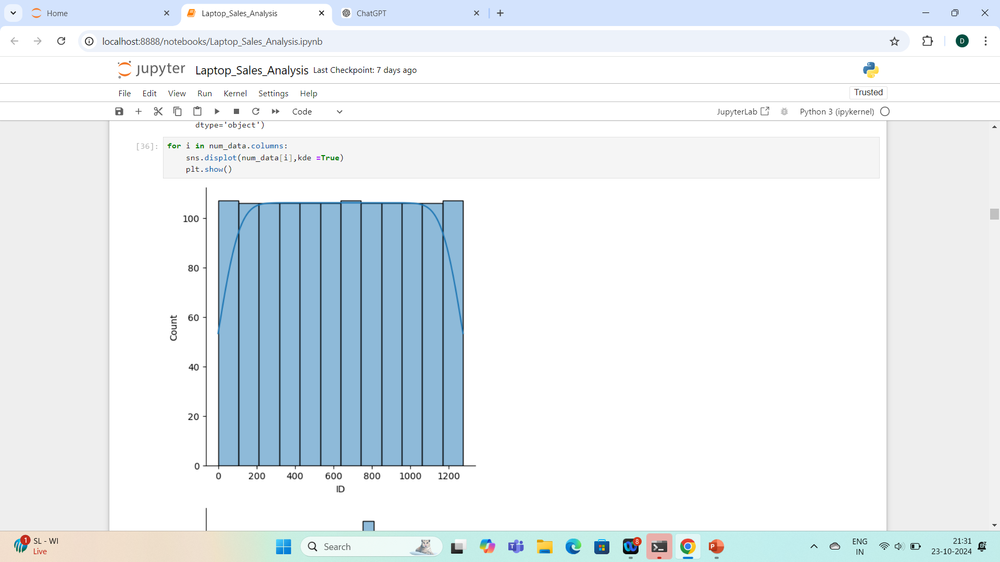 Home
Laptop_Sales_Analysis
ChatGPT
localhost:8888/notebooks/Laptop_Sales_Analysis.ipynb
D
jupyter Laptop_Sales_Analysis Last Checkpoint: 7 days ago
File Edit View Run Kernel Settings Help
Trusted
Code
JupyterLab
Python 3 (ipykernel)
dtype='object')
[36]:
for i in num_data.columns:
    sns.displot(num_data[i],kde =True)
    plt.show()
100
80
60
40
20
0
Count
0 200 400 600 800 1000 1200
ID
1
SL - WI
Live
Search
8
ENG
IN
21:31
23-10-2024